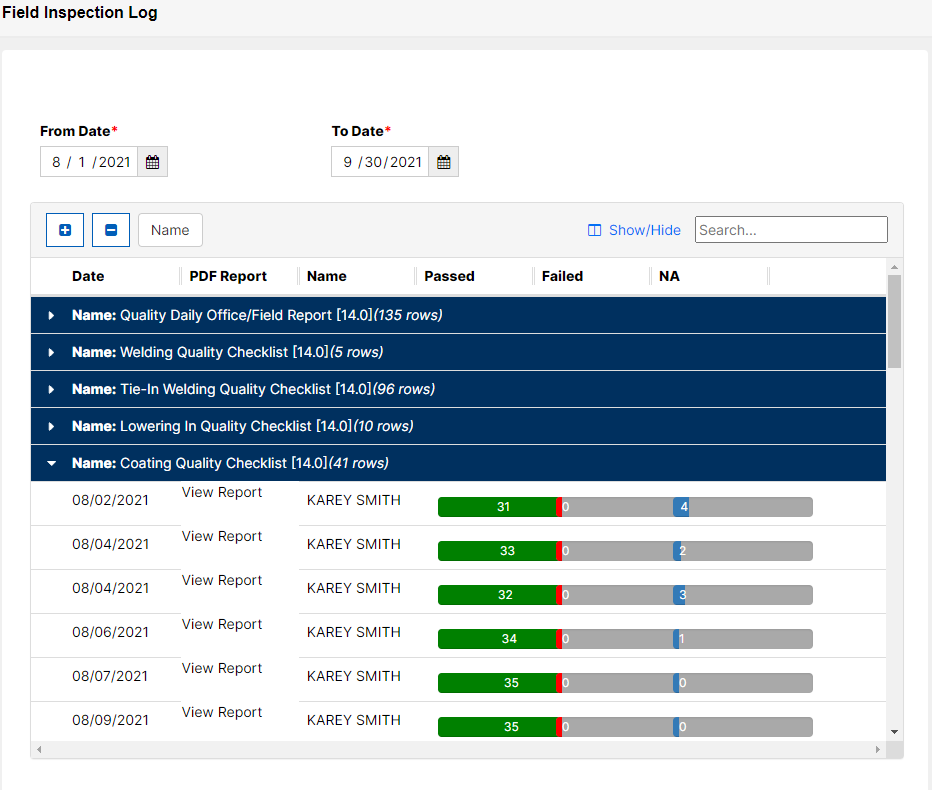 Field Inspection Log
From Date* To Date*
8 / 1 /2021 9 /30/2021
Name Show/Hide Search...
Date PDF Report Name Passed Failed NA
Name: Quality Daily Office/Field Report [14.0](135 rows)
Name: Welding Quality Checklist [14.0](5 rows)
Name: Tie-In Welding Quality Checklist [14.0](96 rows)
Name: Lowering In Quality Checklist [14.0](10 rows)
Name: Coating Quality Checklist [14.0](41 rows)
08/02/2021 View Report KAREY SMITH 31 0 4
08/04/2021 View Report KAREY SMITH 33 0 2
08/04/2021 View Report KAREY SMITH 32 0 3
08/06/2021 View Report KAREY SMITH 34 0 1
08/07/2021 View Report KAREY SMITH 35 0 0
08/09/2021 View Report KAREY SMITH 35 0 0